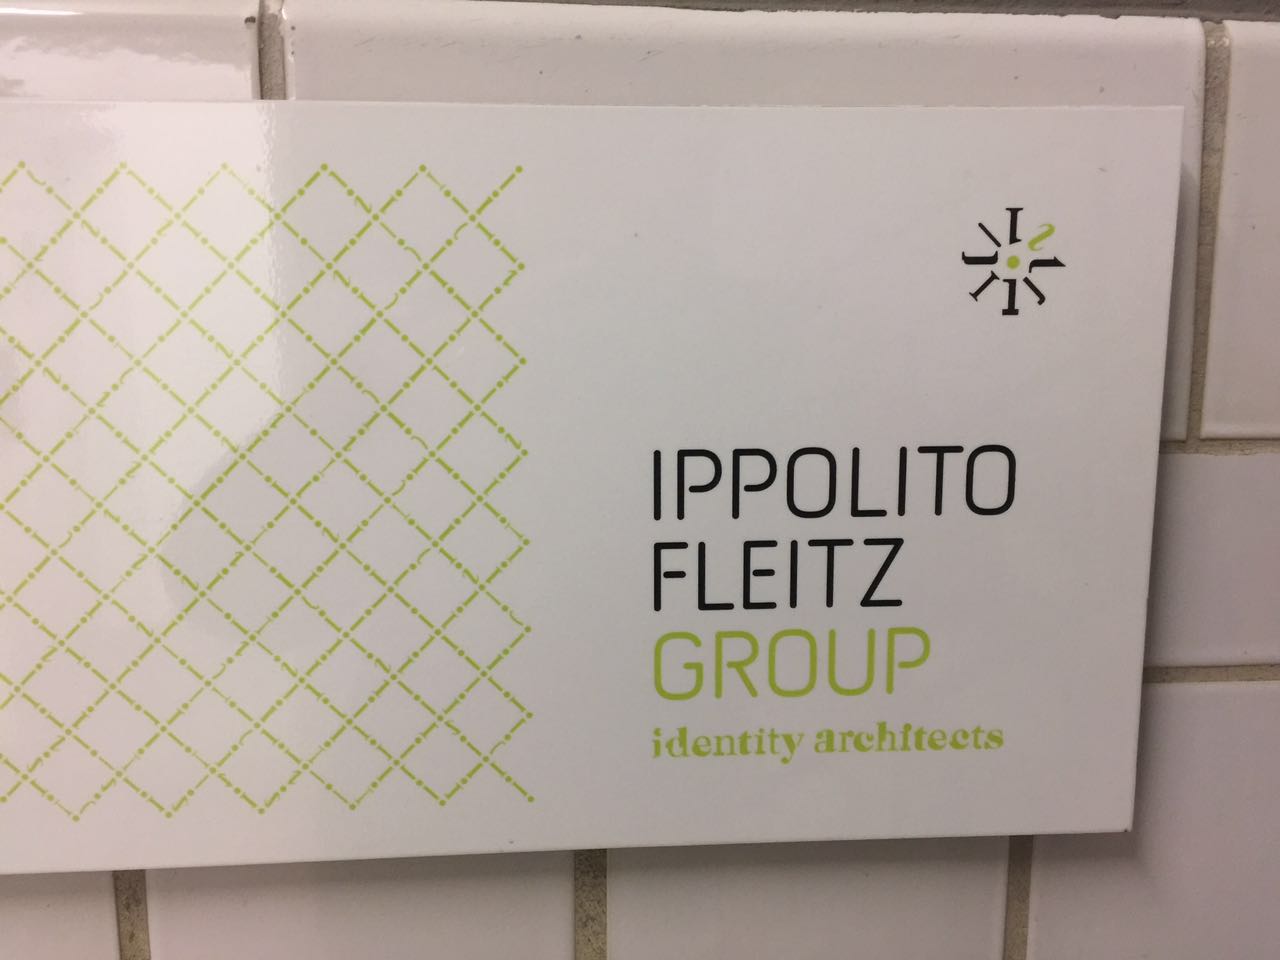 IPPOLITO
FLEITZ
GROUP
identity architects